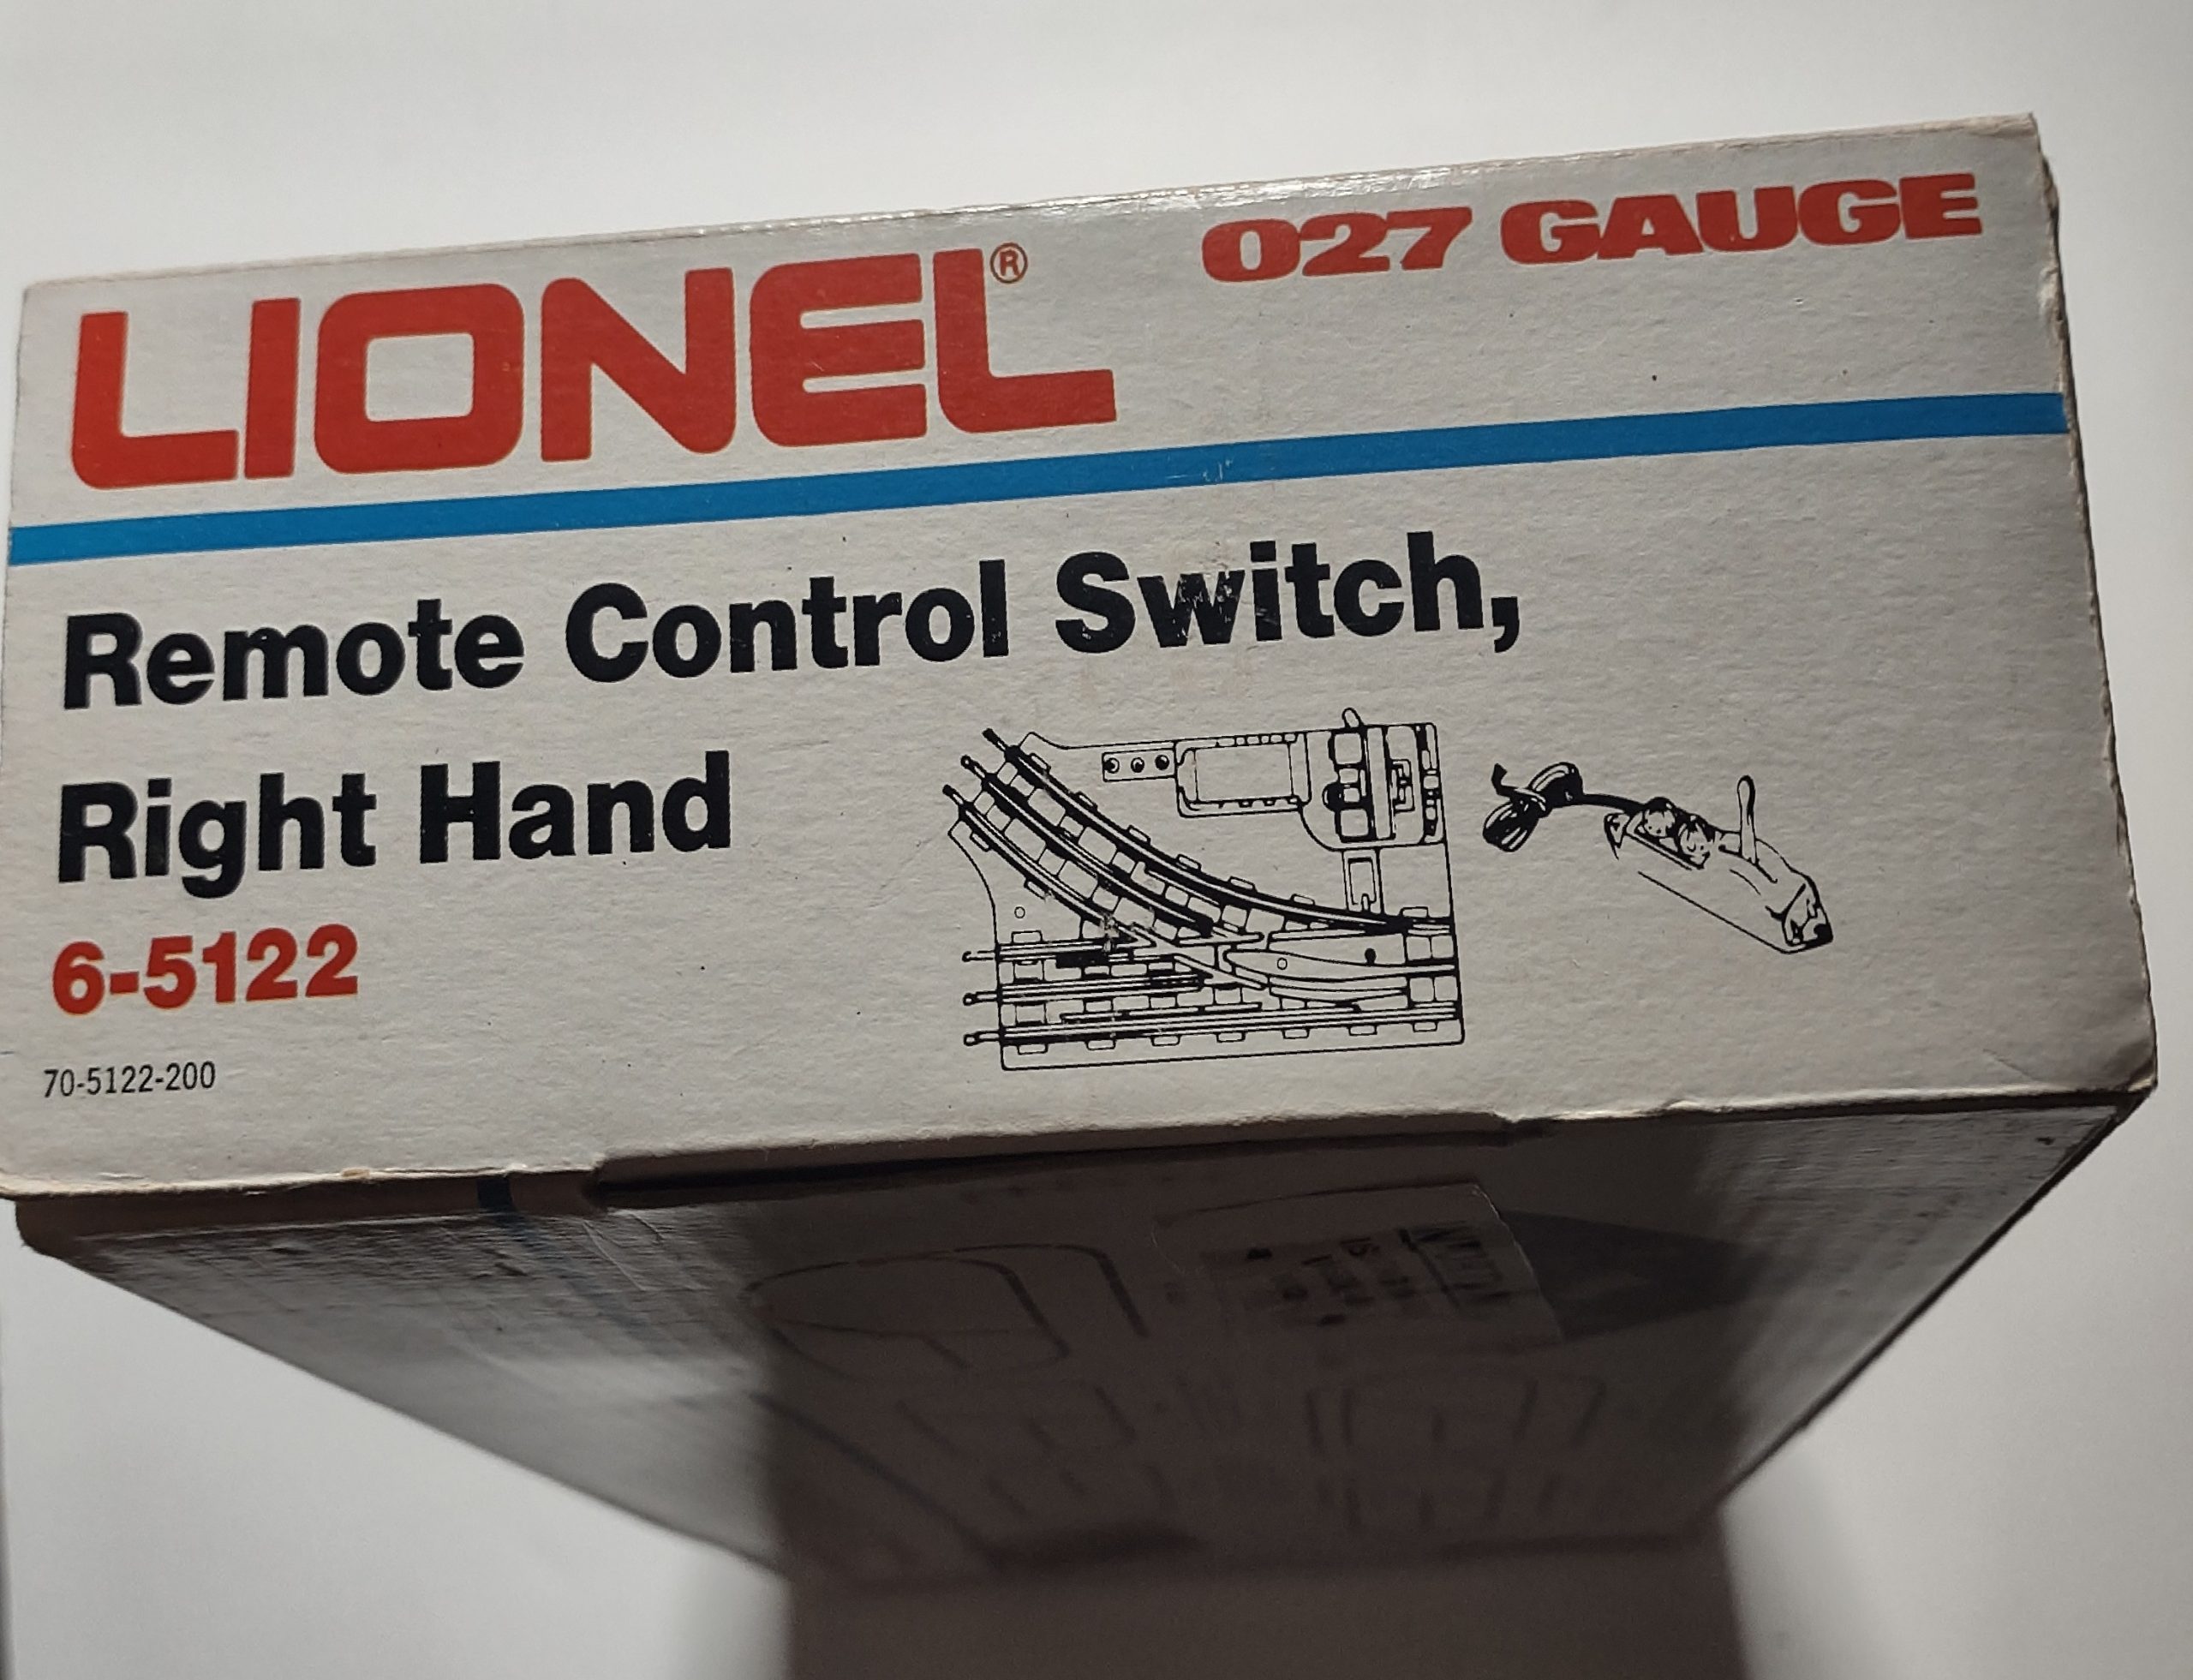 LIONEL®
027 GAUGE
Remote Control Switch,
Right Hand
6-5122
70-5122-200